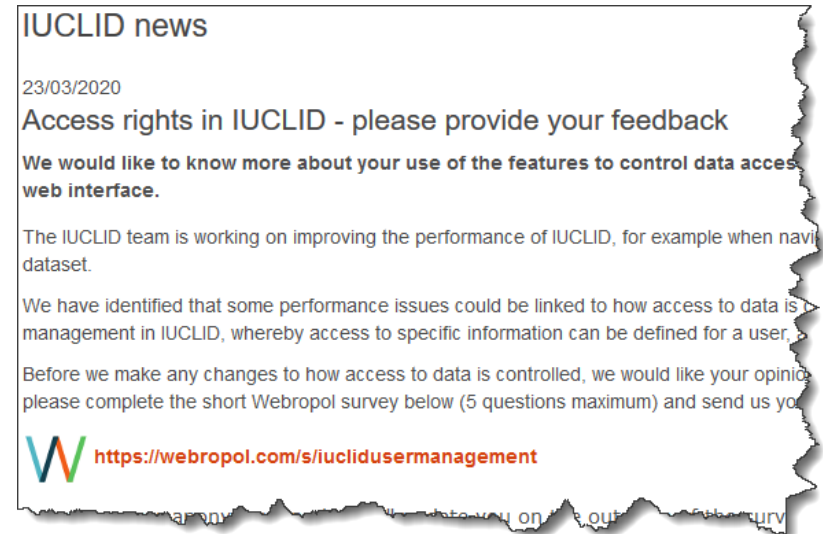 IUCLID news
23/03/2020
Access rights in IUCLID - please provide your feedback
We would like to know more about your use of the features to control data acces
web interface.
The IUCLID team is working on improving the performance of IUCLID, for example when navi
dataset.
We have identified that some performance issues could be linked to how access to data is
management in IUCLID, whereby access to specific information can be defined for a user,
Before we make any changes to how access to data is controlled, we would like your opinio
please complete the short Webropol survey below (5 questions maximum) and send us yo
https://webropol.com/s/iuclidusermanagement
you on